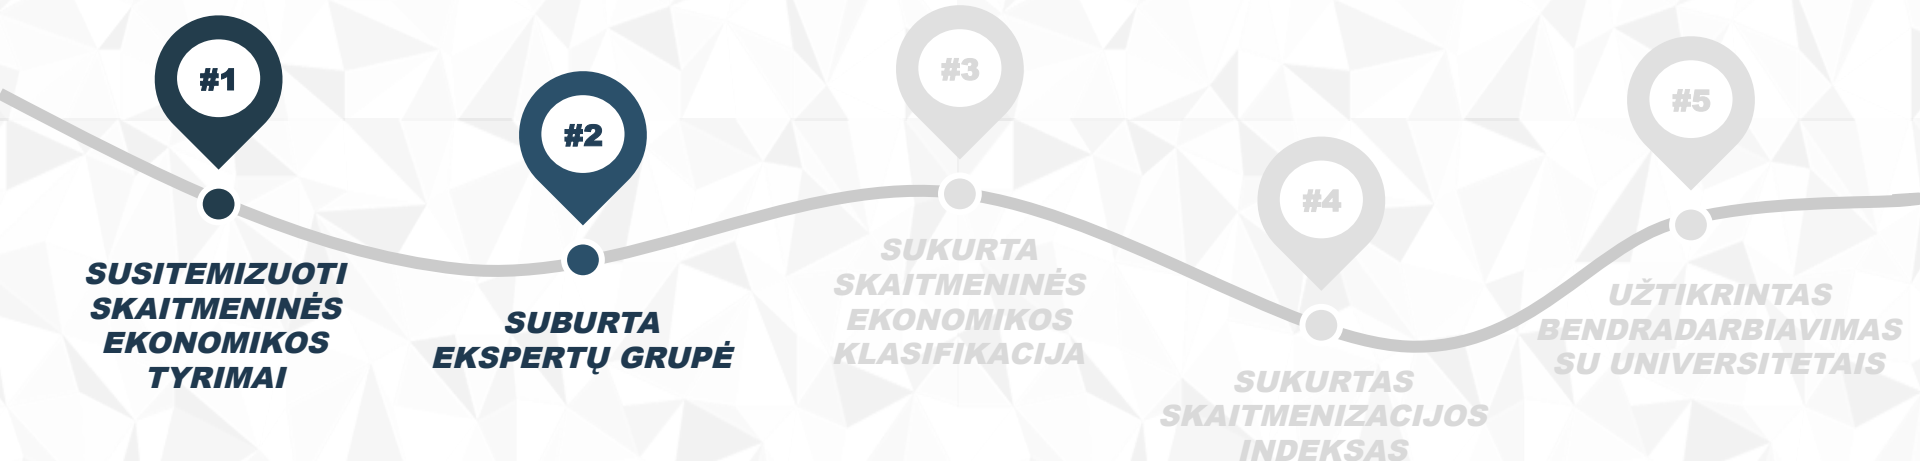 #1
SUSITEMIZUOTI
SKAITMENINĖS
EKONOMIKOS
TYRIMAI
#2
SUBURTA
EKSPERTŲ GRUPĖ
#3
SUKURTA
SKAITMENINĖS
EKONOMIKOS
KLASIFIKACIJA
#4
SUKURTAS
SKAITMENIZACIJOS
INDEKSAS
#5
UŽTIKRINTAS
BENDRADARBIAVIMAS
SU UNIVERSITETAIS